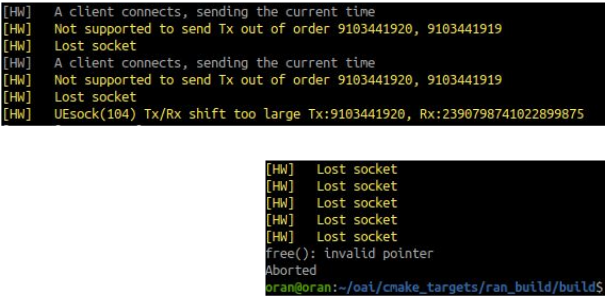 [HW] A client connects, sending the current time
[HW] Not supported to send Tx out of order 9103441920, 9103441919
[HW] Lost socket
[HW] A client connects, sending the current time
[HW] Not supported to send Tx out of order 9103441920, 9103441919
[HW] Lost socket
[HW] UEsock(104) Tx/Rx shift too large Tx:9103441920, Rx:2390798741022899875
[HW] Lost socket
[HW] Lost socket
[HW] Lost socket
[HW] Lost socket
[HW] Lost socket
free(): invalid pointer
Aborted
oran@oran:~/oai/cmake_targets/ran_build/build$